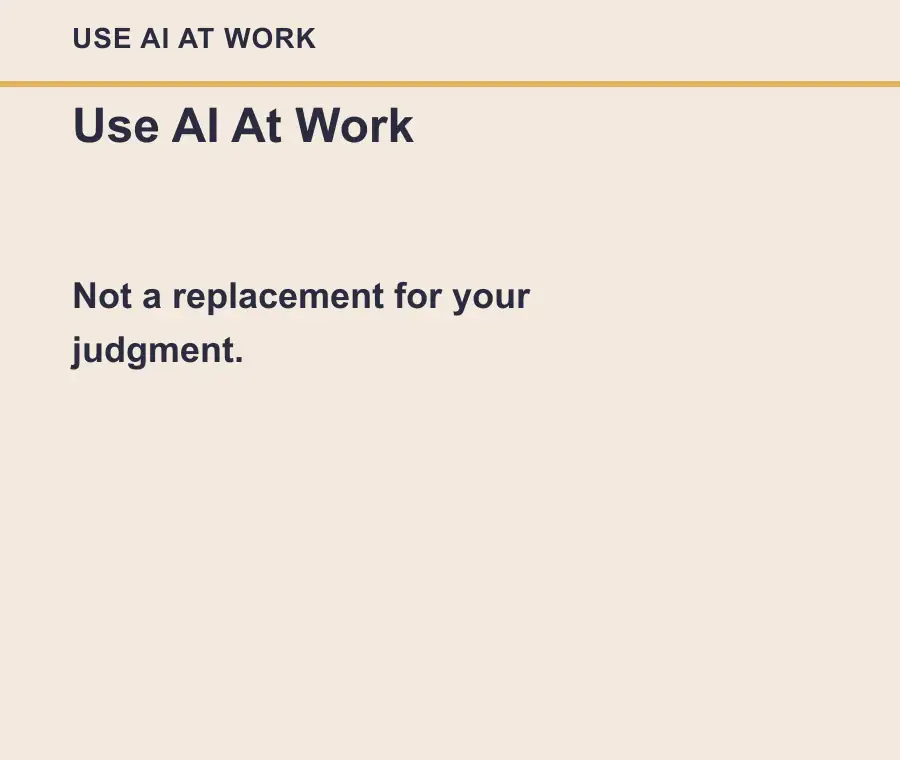 USE AI AT WORK
Use AI At Work
Not a replacement for your
judgment.